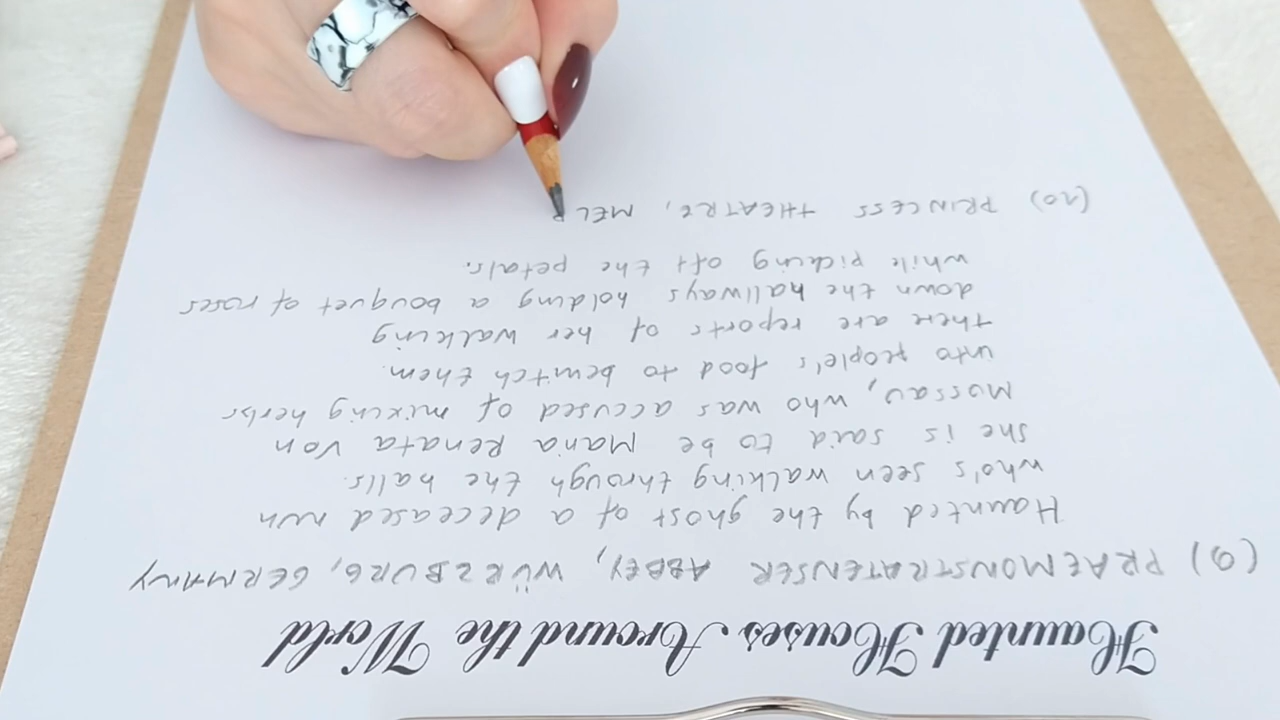 Haunted Houses Around the World
(9) PRAEMONSTRATENSER ABBEY, WÜRZBURG, GERMANY
Haunted by the ghost of a deceased nun
who's seen walking through the halls.
She is said to be Maria Renata von
Mossau, who was accused of mixing herbs
into people's food to bewitch them.
There are reports of her walking
down the hallways holding a bouquet of roses
while picking off the petals.
(10) PRINCESS THEATRE, MELB